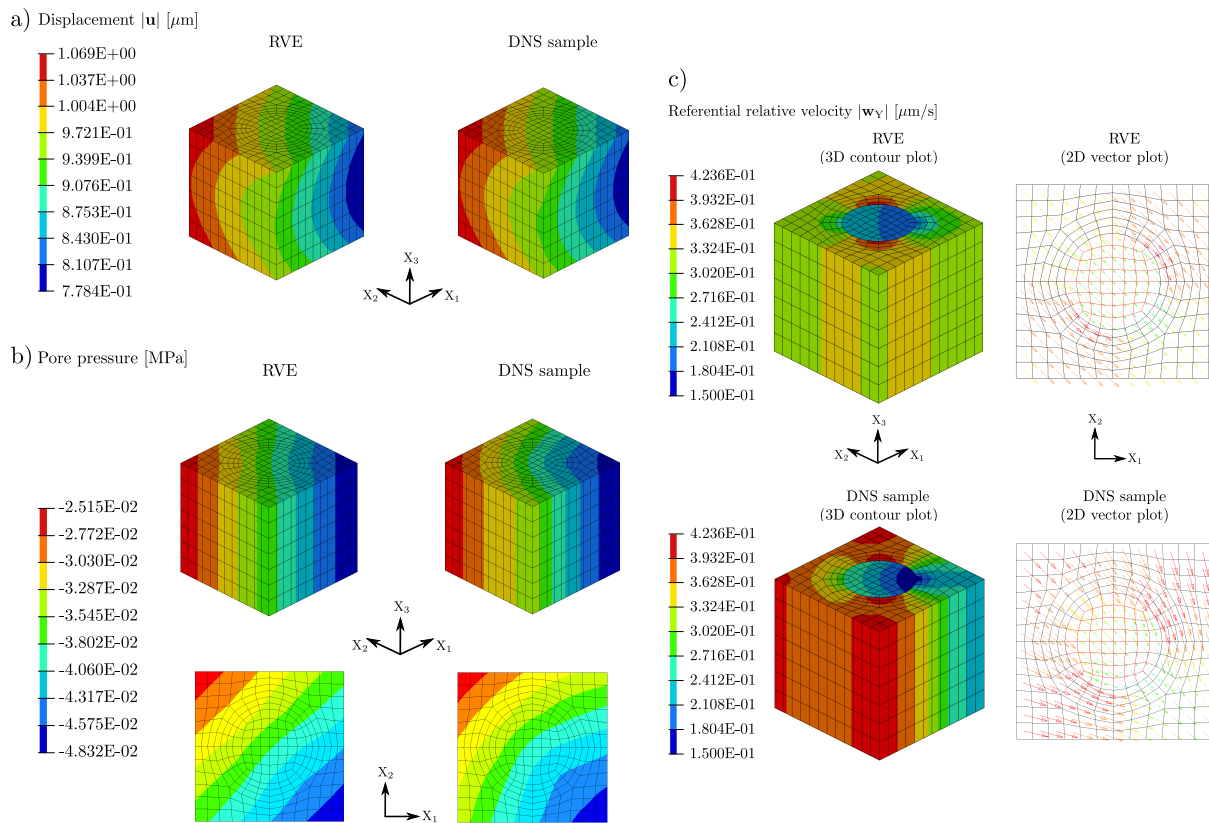 a) Displacement |u| [μm]
RVE
DNS sample
1.069E+00
1.037E+00
1.004E+00
9.721E-01
9.399E-01
9.076E-01
8.753E-01
8.430E-01
8.107E-01
7.784E-01
X₃
X₂
X₁
b) Pore pressure [MPa]
RVE
DNS sample
-2.515E-02
-2.772E-02
-3.030E-02
-3.287E-02
-3.545E-02
-3.802E-02
-4.060E-02
-4.317E-02
-4.575E-02
-4.832E-02
X₃
X₂
X₁
X₂
X₁
c)
Referential relative velocity |w_Y| [μm/s]
RVE
(3D contour plot)
RVE
(2D vector plot)
4.236E-01
3.932E-01
3.628E-01
3.324E-01
3.020E-01
2.716E-01
2.412E-01
2.108E-01
1.804E-01
1.500E-01
X₃
X₂
X₁
X₂
X₁
DNS sample
(3D contour plot)
DNS sample
(2D vector plot)
4.236E-01
3.932E-01
3.628E-01
3.324E-01
3.020E-01
2.716E-01
2.412E-01
2.108E-01
1.804E-01
1.500E-01